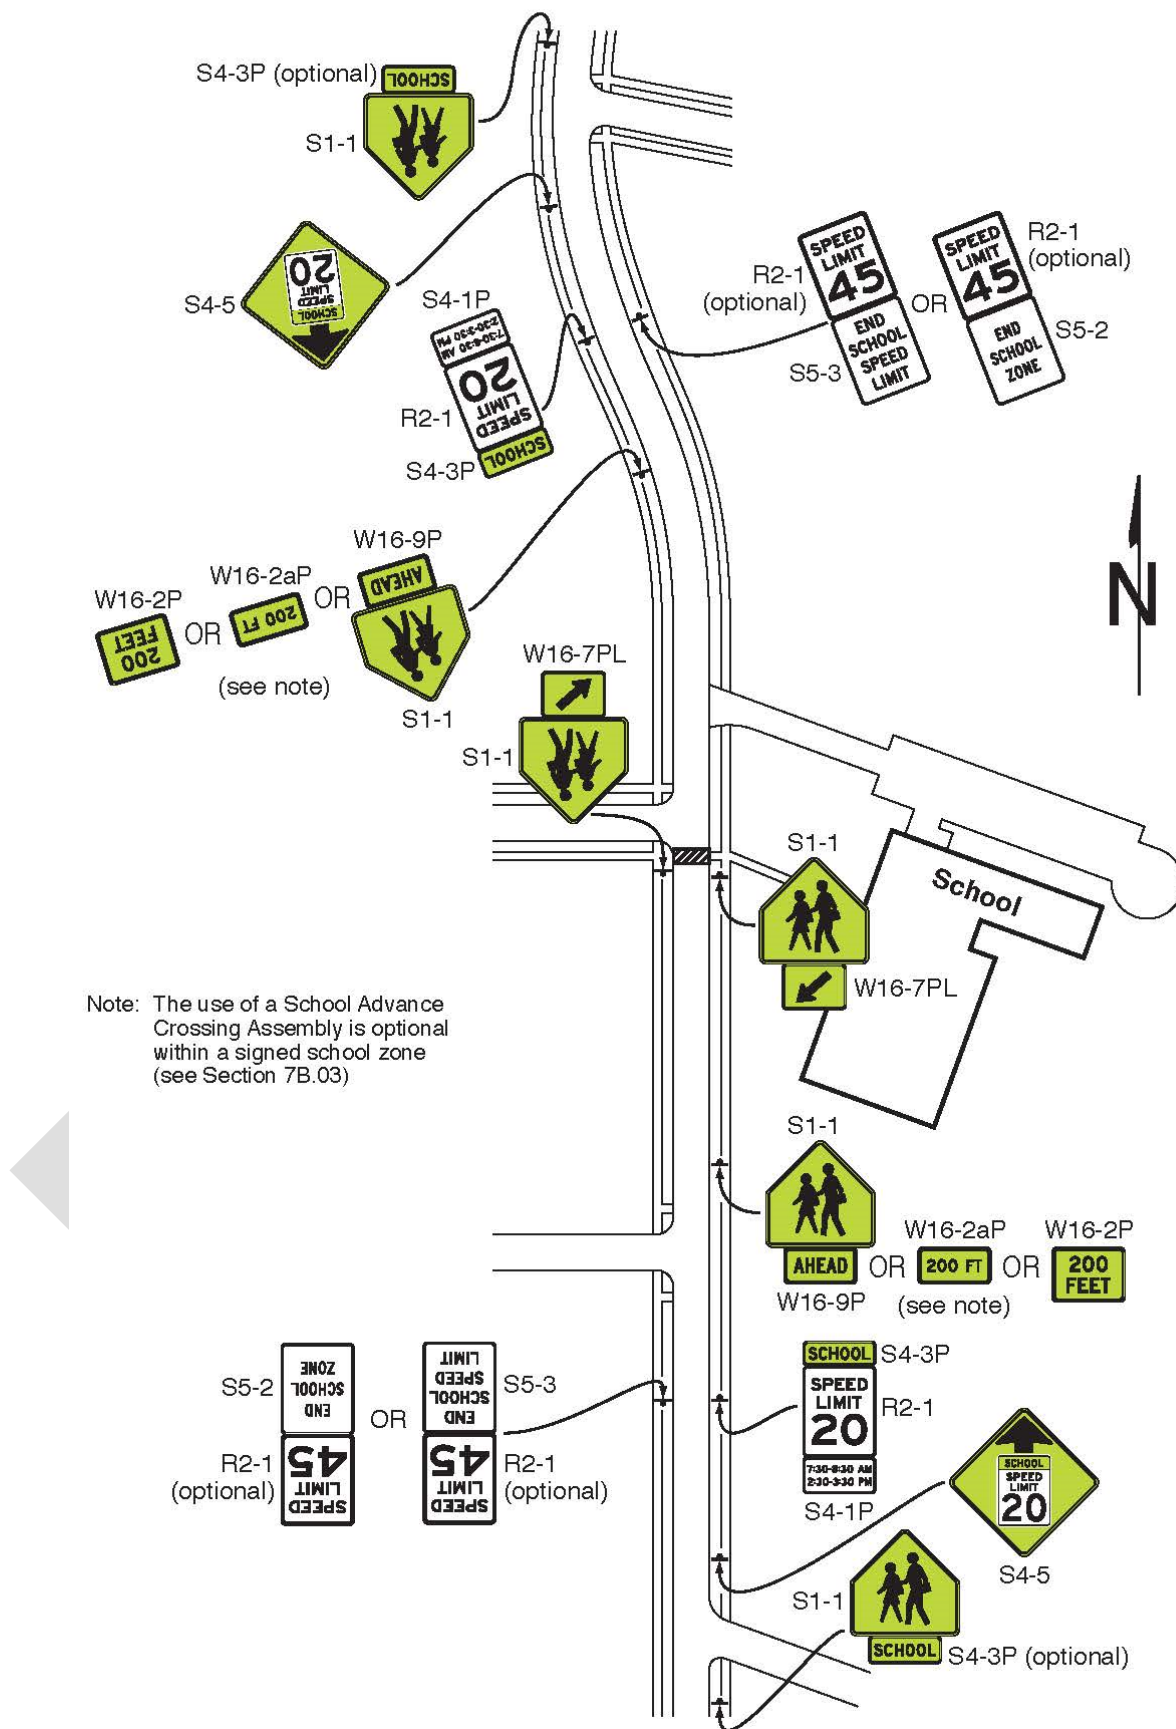 S4-3P (optional)
SCHOOL
S1-1
S4-5
20
SPEED
LIMIT
SCHOOL
S4-1P
7:30-8:30 AM
2:30-3:30 PM
R2-1
SPEED
LIMIT
20
S4-3P
SCHOOL
R2-1
(optional)
SPEED
LIMIT
45
OR
SPEED
LIMIT
45
R2-1
(optional)
S5-3
END
SCHOOL
SPEED
LIMIT
END
SCHOOL
ZONE
S5-2
N
W16-9P
AHEAD
W16-2aP
OR
W16-2P
200
FEET
OR
200 FT
(see note)
S1-1
W16-7PL
S1-1
S1-1
School
W16-7PL
Note: The use of a School Advance
Crossing Assembly is optional
within a signed school zone
(see Section 7B.03)
S1-1
AHEAD
OR
W16-2aP
200 FT
OR
W16-2P
200
FEET
W16-9P
(see note)
S5-2
END
SCHOOL
ZONE
OR
END
SCHOOL
SPEED
LIMIT
S5-3
R2-1
(optional)
SPEED
LIMIT
45
SPEED
LIMIT
45
R2-1
(optional)
SCHOOL
S4-3P
SPEED
LIMIT
20
R2-1
7:30-8:30 AM
2:30-3:30 PM
S4-1P
SCHOOL
SPEED
LIMIT
20
S4-5
S1-1
SCHOOL
S4-3P (optional)